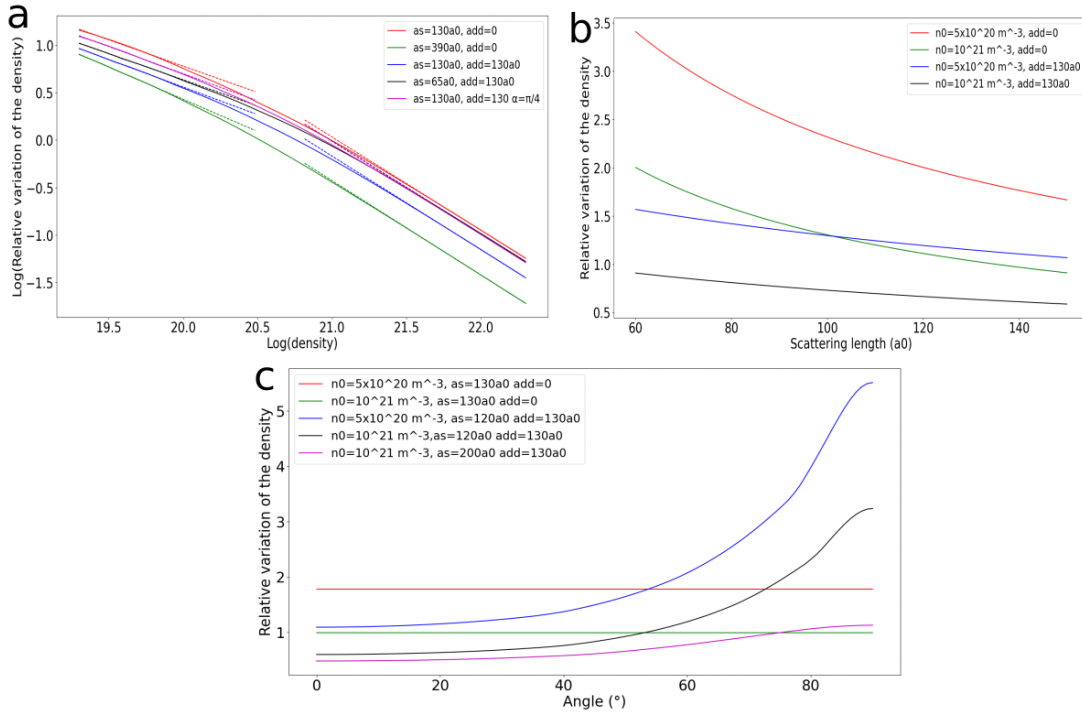 a
Log(Relative variation of the density)
1.0
0.5
0.0
−0.5
−1.0
−1.5
as=130a0, add=0
as=390a0, add=0
as=130a0, add=130a0
as=65a0, add=130a0
as=130a0, add=130 α=π/4
19.5 20.0 20.5 21.0 21.5 22.0
Log(density)
b
Relative variation of the density
3.5
3.0
2.5
2.0
1.5
1.0
0.5
n0=5x10^20 m^-3, add=0
n0=10^21 m^-3, add=0
n0=5x10^20 m^-3, add=130a0
n0=10^21 m^-3, add=130a0
60 80 100 120 140
Scattering length (a0)
c
Relative variation of the density
5
4
3
2
1
n0=5x10^20 m^-3, as=130a0 add=0
n0=10^21 m^-3, as=130a0 add=0
n0=5x10^20 m^-3, as=120a0 add=130a0
n0=10^21 m^-3,as=120a0 add=130a0
n0=10^21 m^-3, as=200a0 add=130a0
0 20 40 60 80
Angle (°)